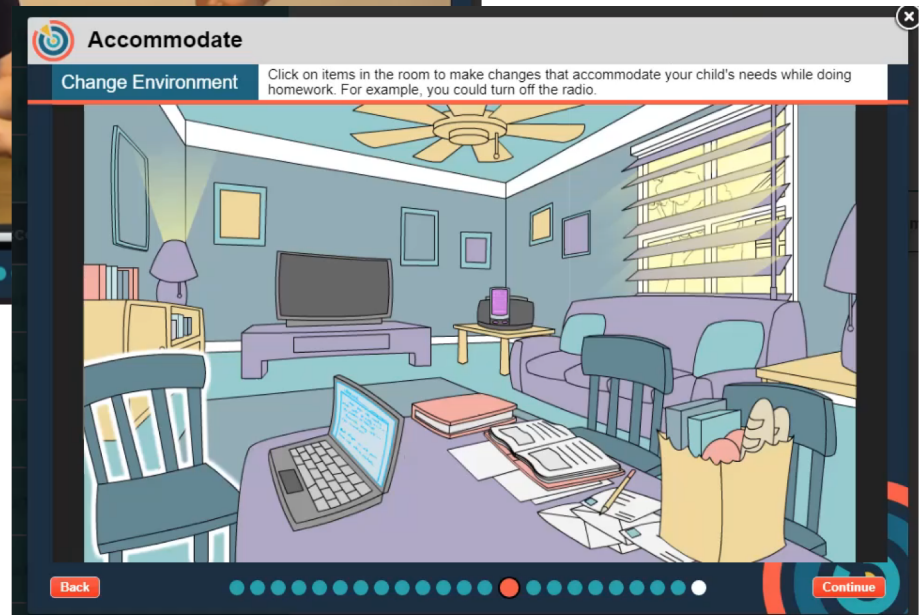 Accommodate
Change Environment
Click on items in the room to make changes that accommodate your child's needs while doing
homework. For example, you could turn off the radio.
Back
Continue